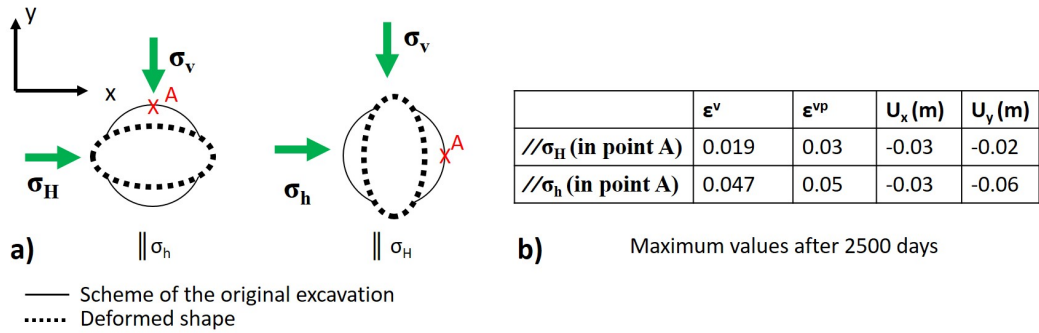 y
x
σv
A
σH
a)
‖ σh
σv
A
σh
‖ σH
εᵛ εᵛᵖ Ux (m) Uy (m)
//σH (in point A) 0.019 0.03 -0.03 -0.02
//σh (in point A) 0.047 0.05 -0.03 -0.06
b) Maximum values after 2500 days
Scheme of the original excavation
Deformed shape